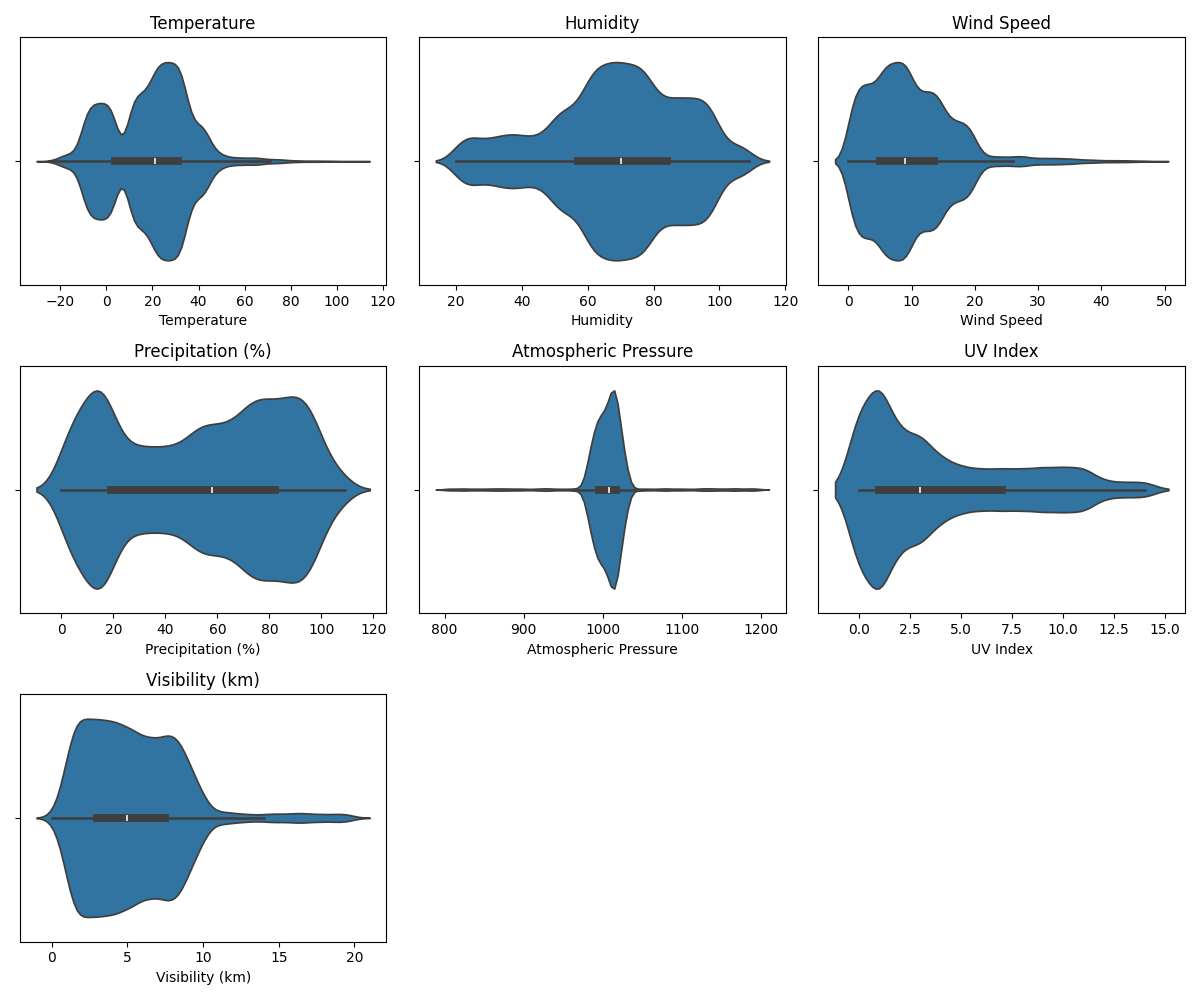 Temperature Humidity Wind Speed
−20 0 20 40 60 80 100 120 20 40 60 80 100 120 0 10 20 30 40 50
Temperature Humidity Wind Speed
Precipitation (%) Atmospheric Pressure UV Index
0 20 40 60 80 100 120 800 900 1000 1100 1200 0.0 2.5 5.0 7.5 10.0 12.5 15.0
Precipitation (%) Atmospheric Pressure UV Index
Visibility (km)
0 5 10 15 20
Visibility (km)